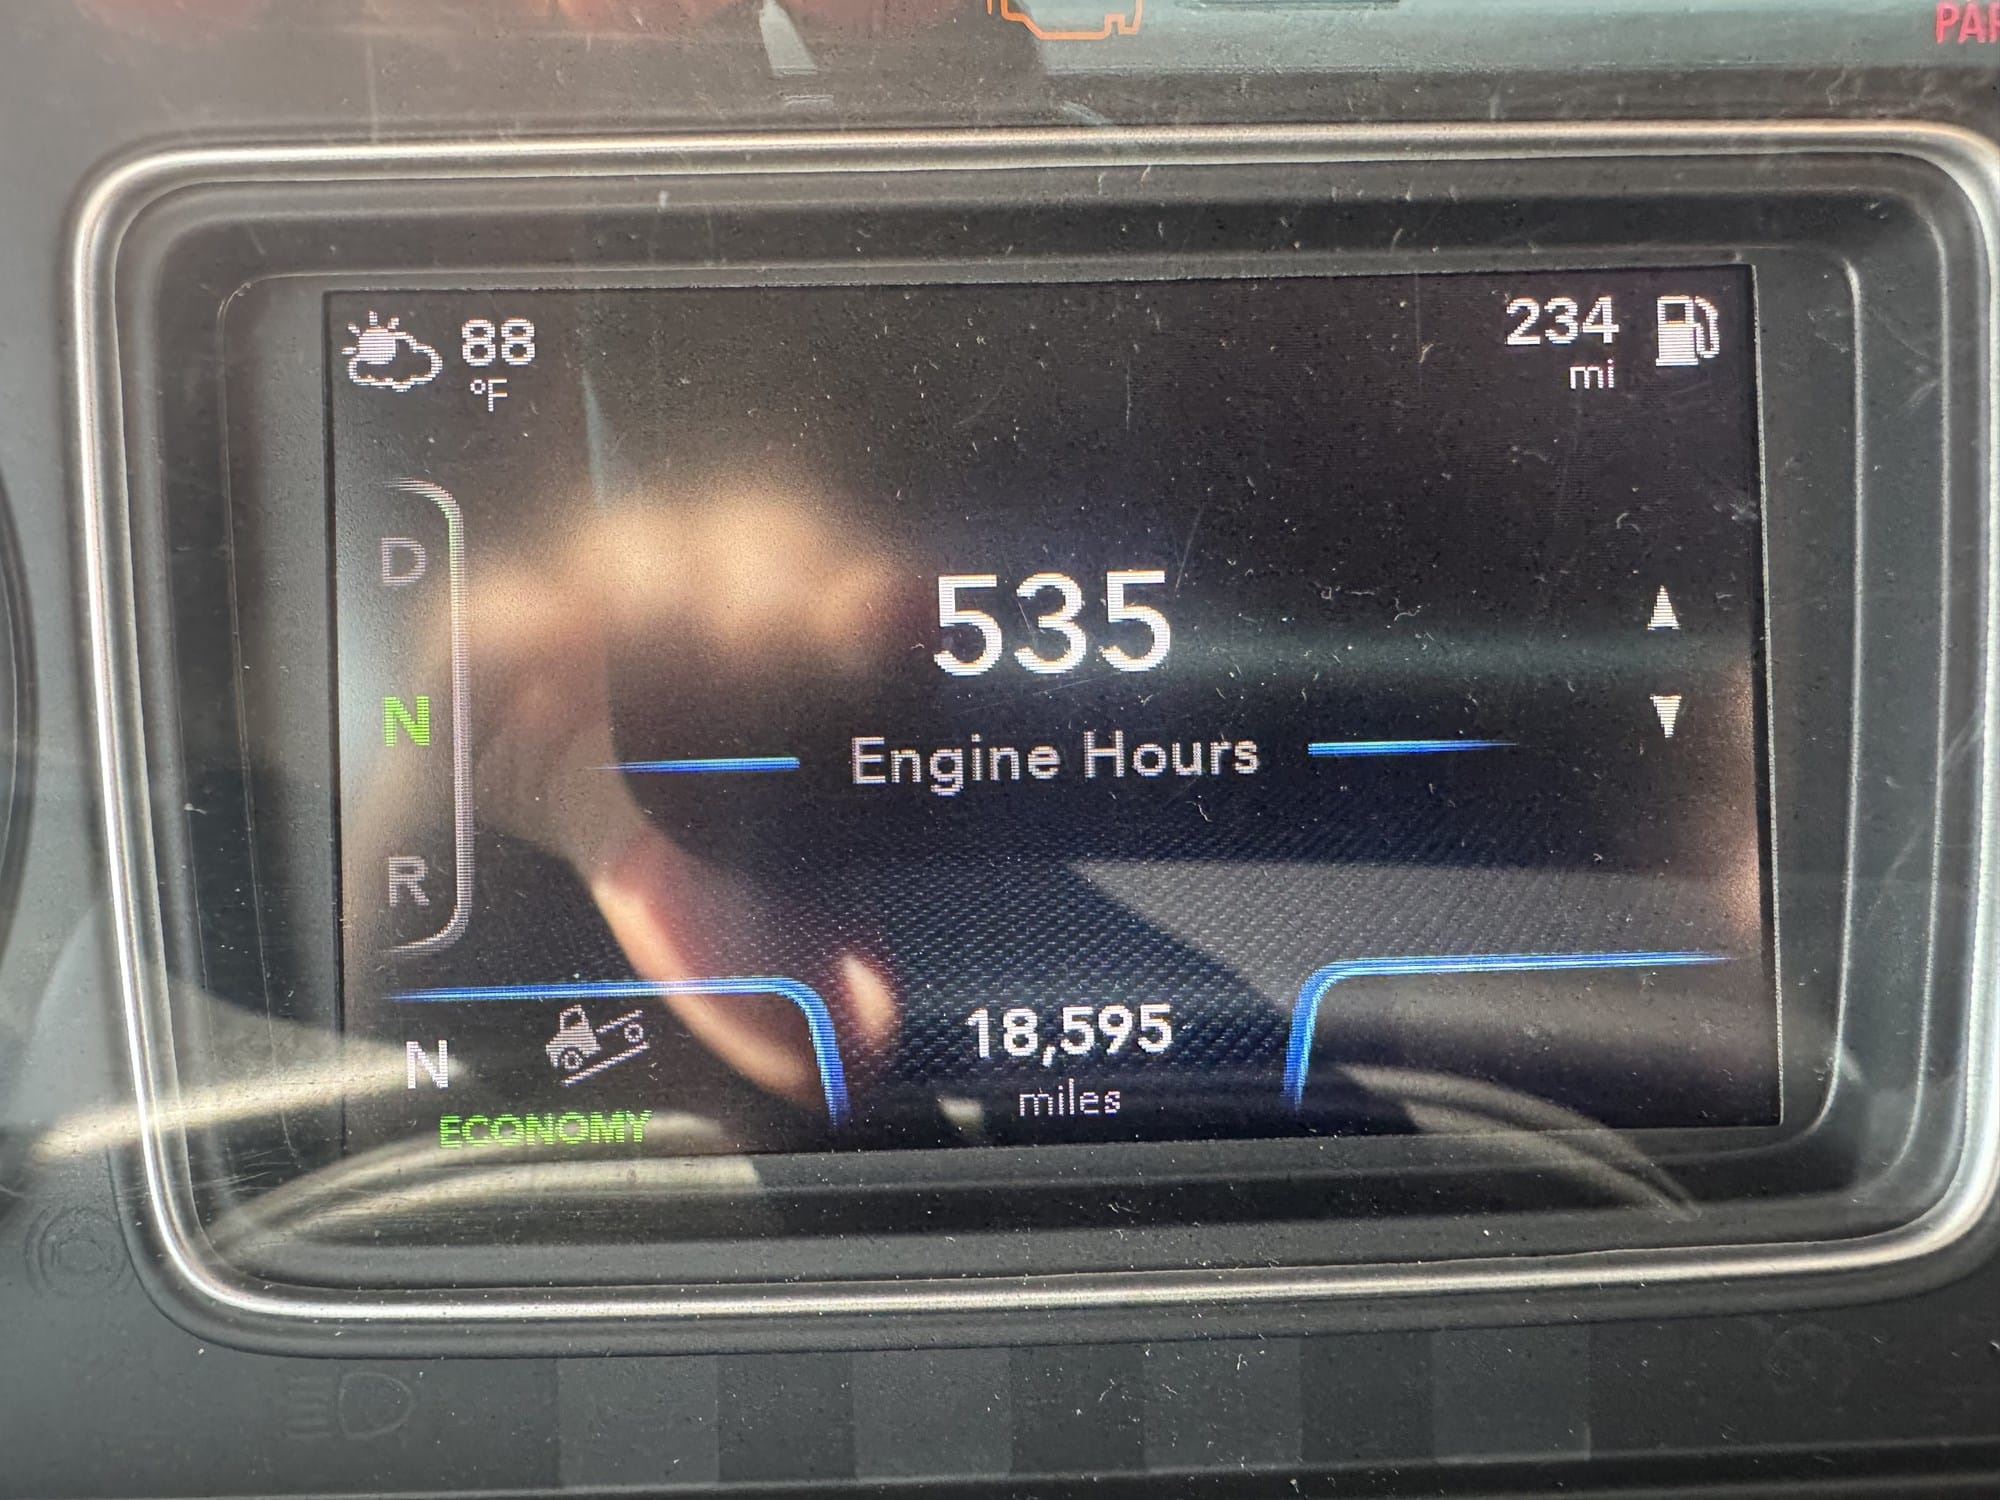 88
°F
234
mi
D
N
R
535
Engine Hours
N
ECONOMY
18,595
miles